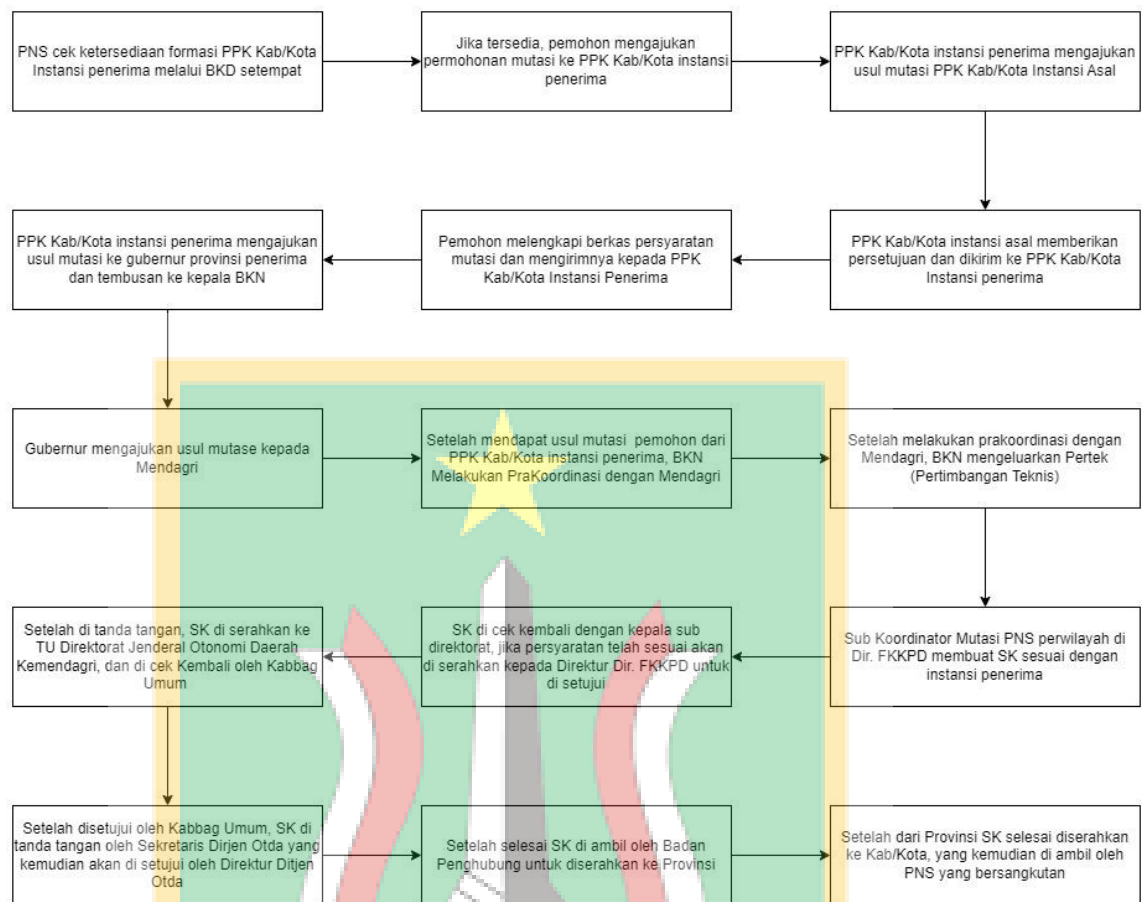 PNS cek ketersediaan formasi PPK Kab/Kota
Instansi penerima melalui BKD setempat
Jika tersedia, pemohon mengajukan
permohonan mutasi ke PPK Kab/Kota instansi
penerima
PPK Kab/Kota instansi penerima mengajukan
usul mutasi PPK Kab/Kota Instansi Asal
PPK Kab/Kota instansi asal memberikan
persetujuan dan dikirim ke PPK Kab/Kota
Instansi penerima
Pemohon melengkapi berkas persyaratan
mutasi dan mengirimnya kepada PPK
Kab/Kota Instansi Penerima
PPK Kab/Kota instansi penerima mengajukan
usul mutasi ke gubernur provinsi penerima
dan tembusan ke kepala BKN
Gubernur mengajukan usul mutase kepada
Mendagri
Setelah mendapat usul mutasi pemohon dari
PPK Kab/Kota instansi penerima, BKN
Melakukan PraKoordinasi dengan Mendagri
Setelah melakukan prakoordinasi dengan
Mendagri, BKN mengeluarkan Pertek
(Pertimbangan Teknis)
Sub Koordinator Mutasi PNS perwilayah di
Dir. FKKPD membuat SK sesuai dengan
instansi penerima
SK di cek kembali dengan kepala sub
direktorat, jika persyaratan telah sesuai akan
di serahkan kepada Direktur Dir. FKKPD untuk
di setujui
Setelah di tanda tangan, SK di serahkan ke
TU Direktorat Jenderal Otonomi Daerah
Kemendagri, dan di cek Kembali oleh Kabbag
Umum
Setelah disetujui oleh Kabbag Umum, SK di
tanda tangan oleh Sekretaris Dirjen Otda yang
kemudian akan di setujui oleh Direktur Ditjen
Otda
Setelah selesai SK di ambil oleh Badan
Penghubung untuk diserahkan ke Provinsi
Setelah dari Provinsi SK selesai diserahkan
ke Kab/Kota, yang kemudian di ambil oleh
PNS yang bersangkutan